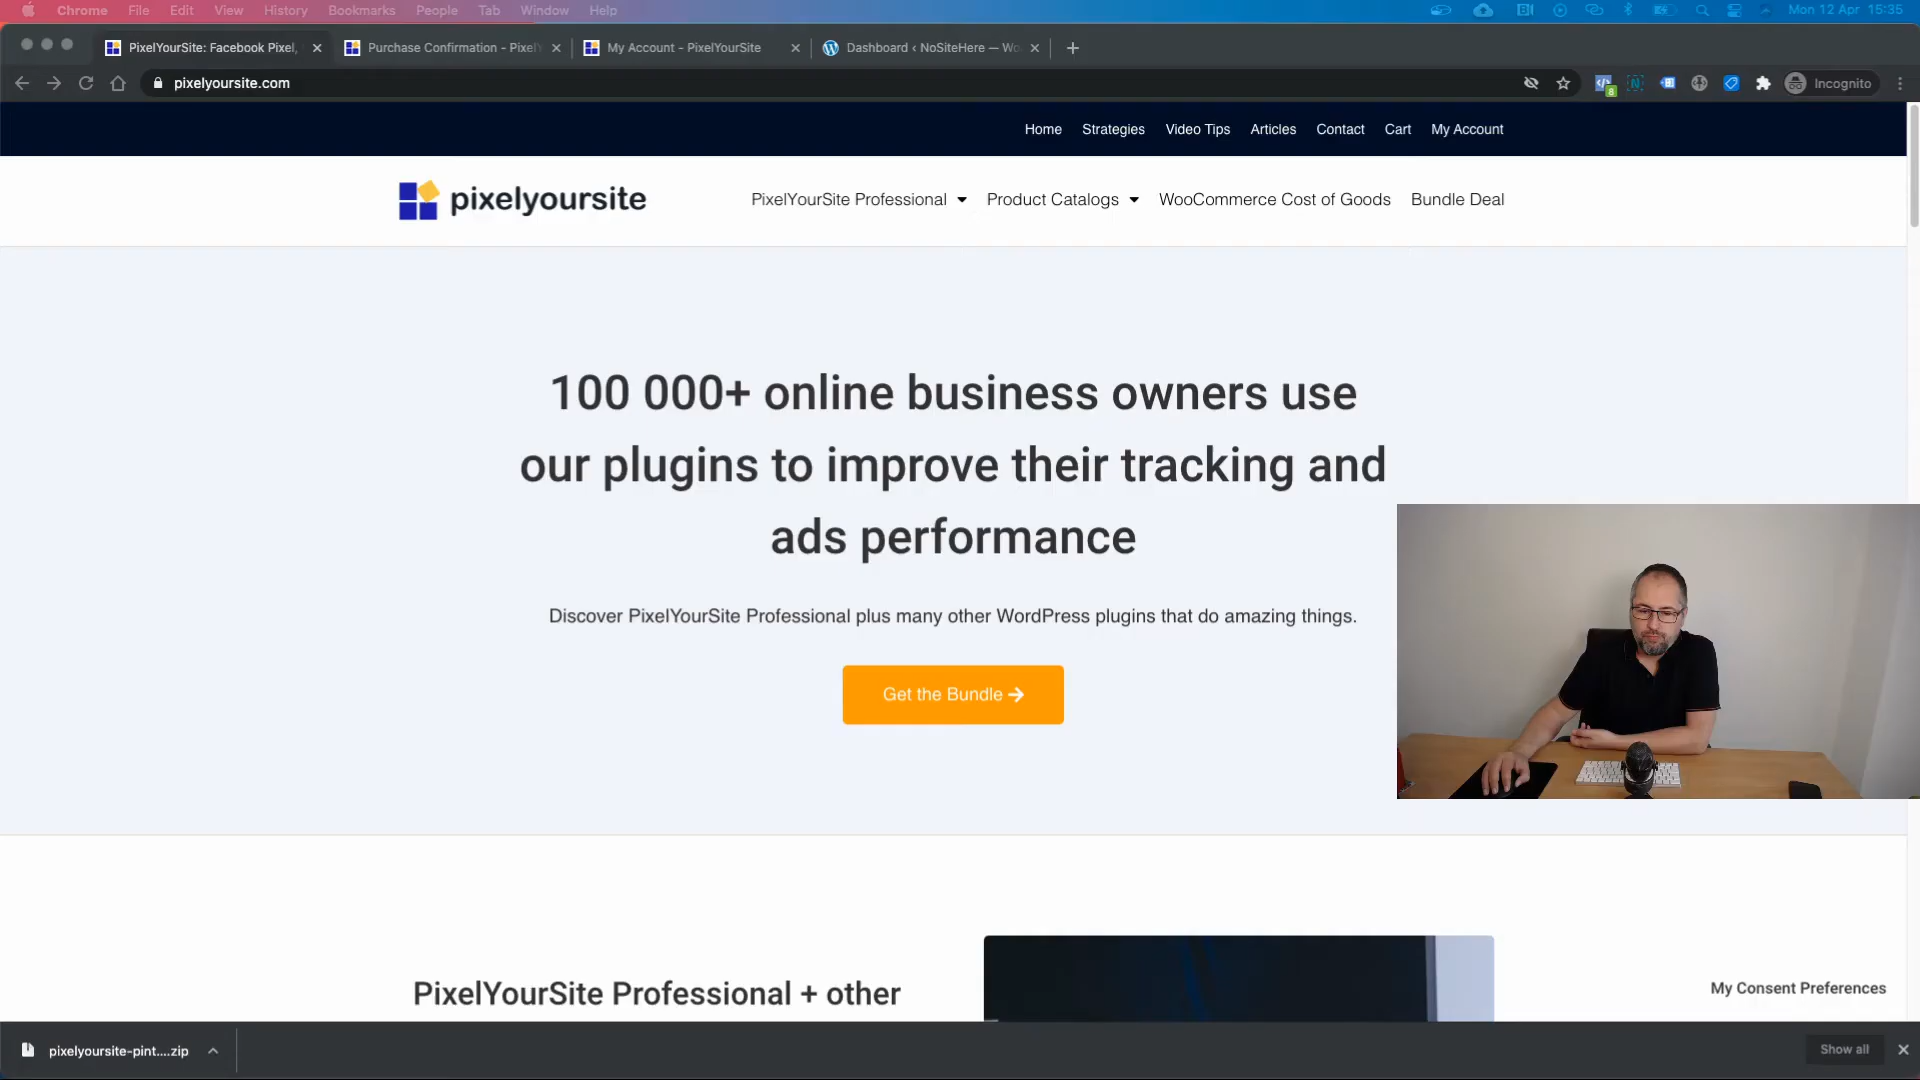 Chrome File Edit View History Bookmarks People Tab Window Help
Mon 12 Apr 15:35
PixelYourSite: Facebook Pixel,
Purchase Confirmation - PixelY
My Account - PixelYourSite
Dashboard ‹ NoSiteHere — Wo
pixelyoursite.com
8
Incognito
Home Strategies Video Tips Articles Contact Cart My Account
pixelyoursite
PixelYourSite Professional Product Catalogs WooCommerce Cost of Goods Bundle Deal
100 000+ online business owners use
our plugins to improve their tracking and
ads performance
Discover PixelYourSite Professional plus many other WordPress plugins that do amazing things.
Get the Bundle
PixelYourSite Professional + other
My Consent Preferences
pixelyoursite-pint....zip
Show all